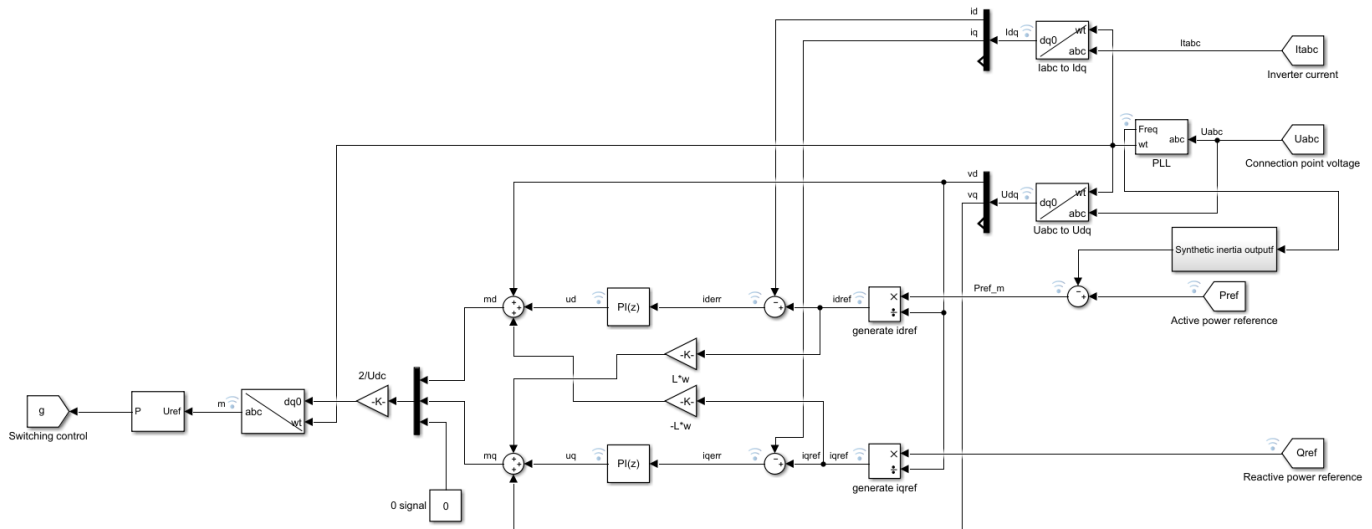 id
iq
Idq
dq0
wt
abc
Iabc to Idq
Itabc
Itabc
Inverter current
Freq
wt
abc
PLL
Uabc
Uabc
Connection point voltage
vd
vq
Udq
dq0
wt
abc
Uabc to Udq
Synthetic inertia outputf
Pref_m
Pref
Active power reference
md
+
+
+
ud
PI(z)
iderr
−
+
idref
×
÷
generate idref
−
+
-K-
L*w
2/Udc
-K-
-K-
-L*w
g
Switching control
P
Uref
m
abc
dq0
wt
mq
+
+
+
uq
PI(z)
iqerr
−
+
iqref
iqref
×
÷
generate iqref
Qref
Reactive power reference
0 signal
0